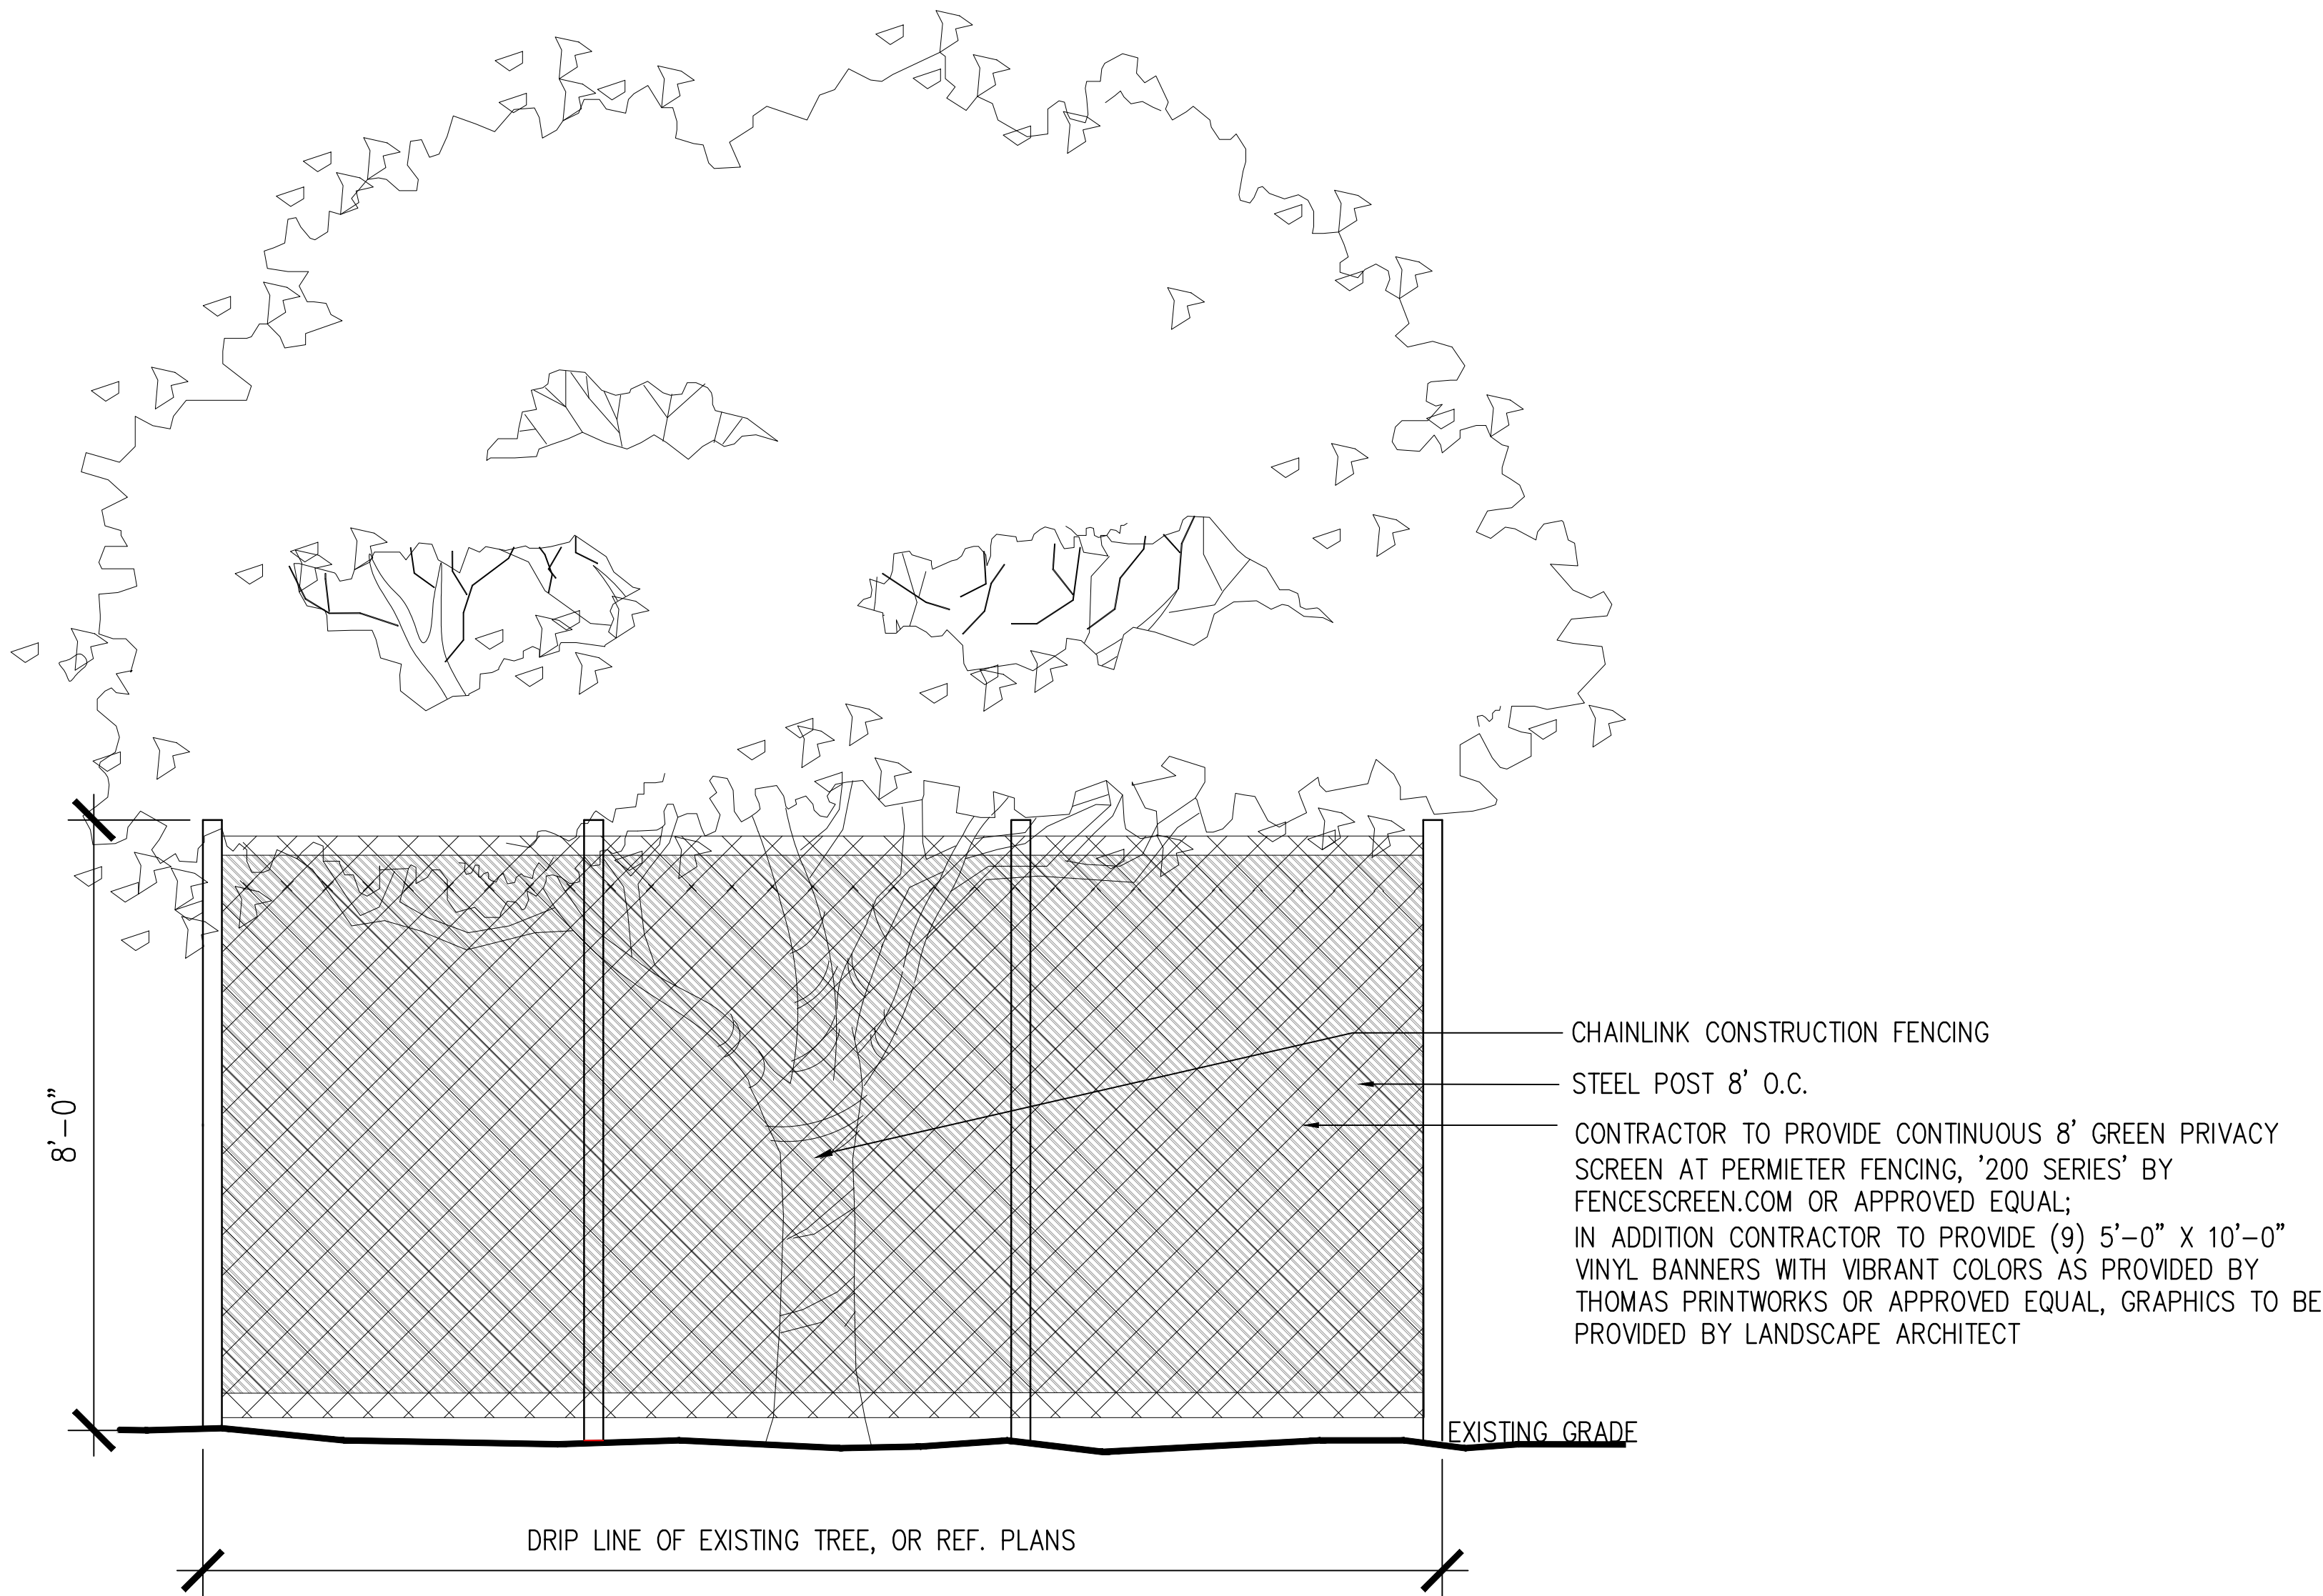 CHAINLINK CONSTRUCTION FENCING
STEEL POST 8' O.C.
8'-0"
CONTRACTOR TO PROVIDE CONTINUOUS 8' GREEN PRIVACY
SCREEN AT PERMIETER FENCING, '200 SERIES' BY
FENCESCREEN.COM OR APPROVED EQUAL;
IN ADDITION CONTRACTOR TO PROVIDE (9) 5'-0" X 10'-0"
VINYL BANNERS WITH VIBRANT COLORS AS PROVIDED BY
THOMAS PRINTWORKS OR APPROVED EQUAL, GRAPHICS TO BE
PROVIDED BY LANDSCAPE ARCHITECT
EXISTING GRADE
DRIP LINE OF EXISTING TREE, OR REF. PLANS